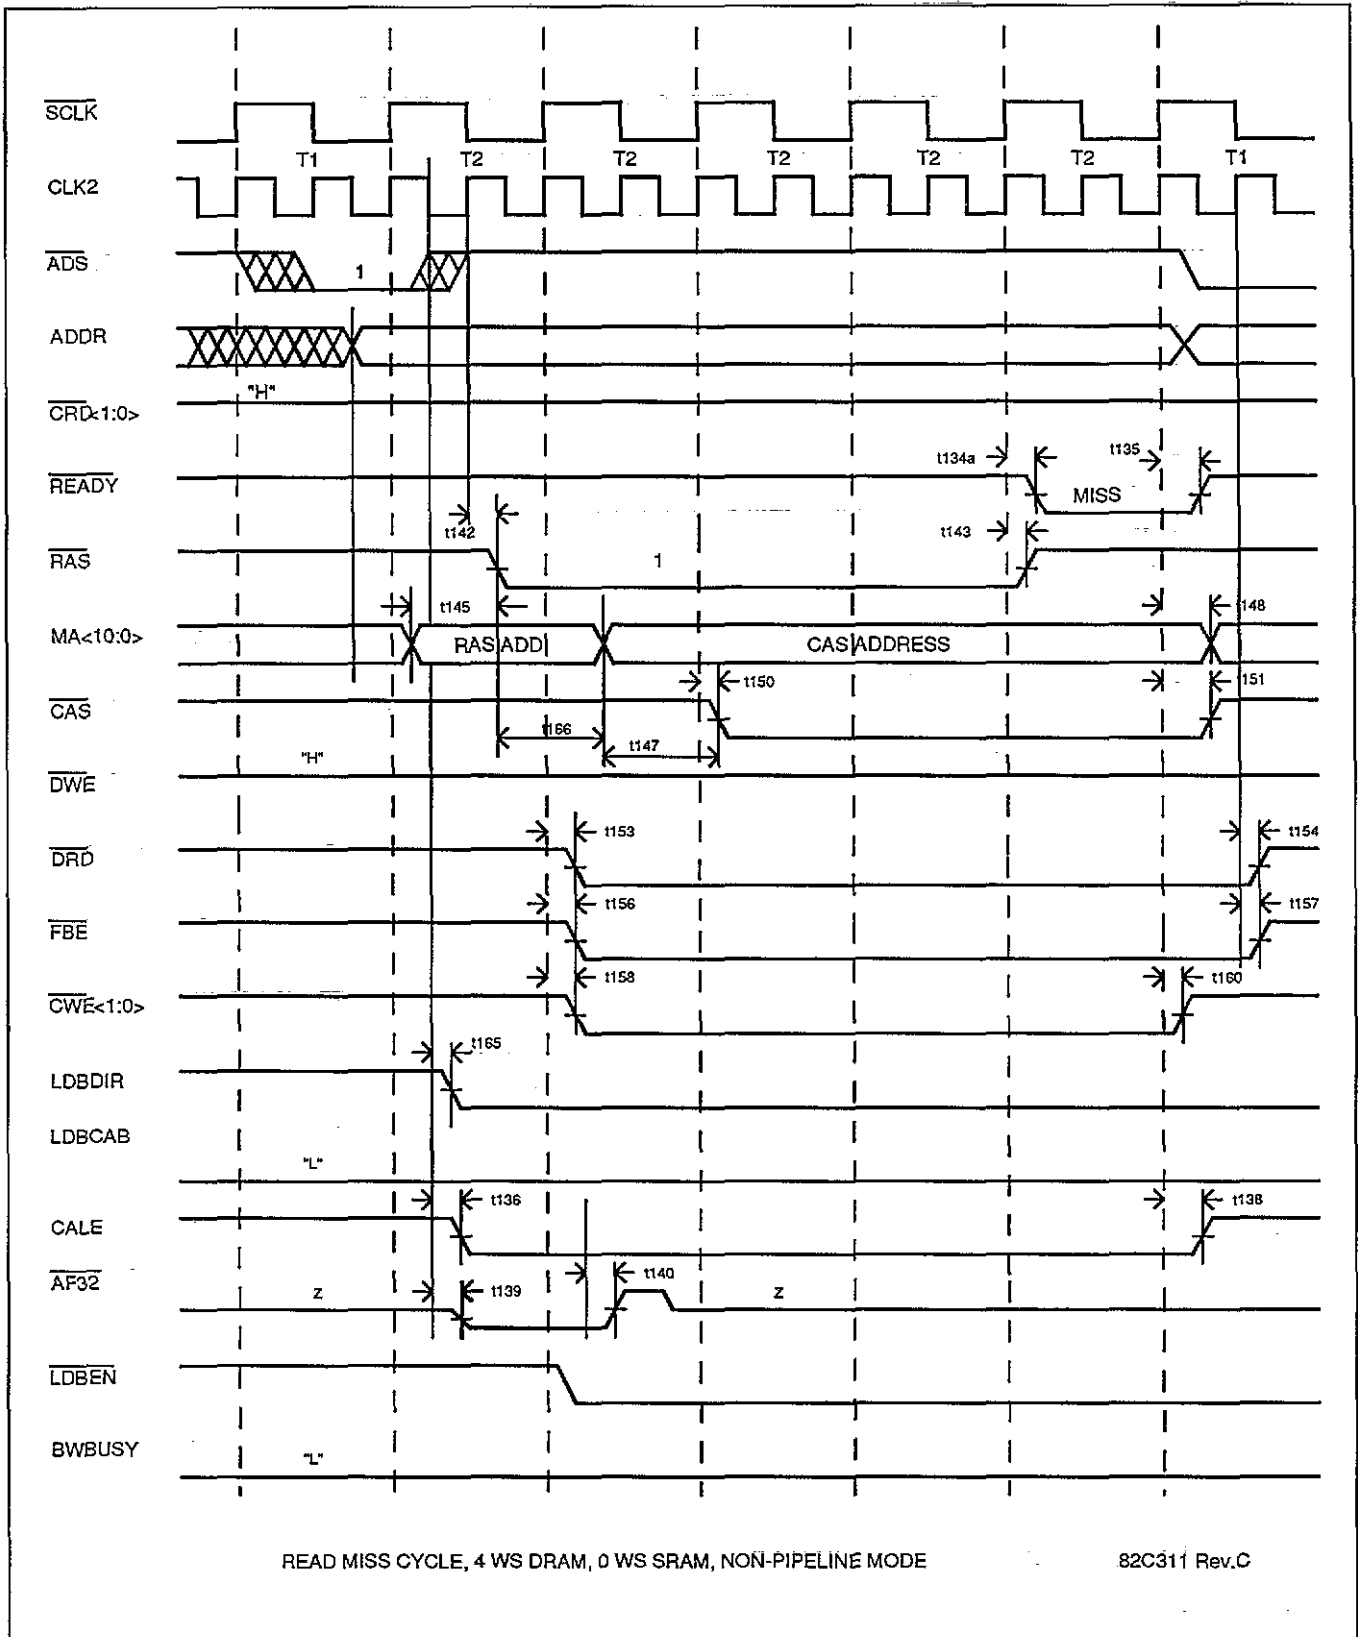 SCLK
T1 T2 T2 T2 T2 T2 T1
CLK2
ADS 1
ADDR
"H"
CRD<1:0>
t134a t135
READY MISS
t142 t143
RAS 1
t145 148
MA<10:0> RAS ADD CAS ADDRESS
t150 151
CAS
t166 t147
"H"
DWE
t153 t154
DRD
t156 t157
FBE
t158 t160
CWE<1:0>
t165
LDBDIR
LDBCAB
"L"
t136 t138
CALE
AF32 t140
Z t139 Z
LDBEN
BWBUSY "L"
READ MISS CYCLE, 4 WS DRAM, 0 WS SRAM, NON-PIPELINE MODE 82C311 Rev.C